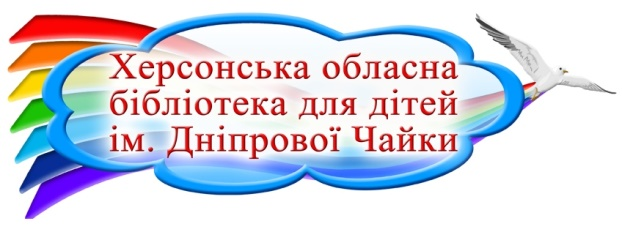 Херсонська обласна
бібліотека для дітей
ім. Дніпрової Чайки